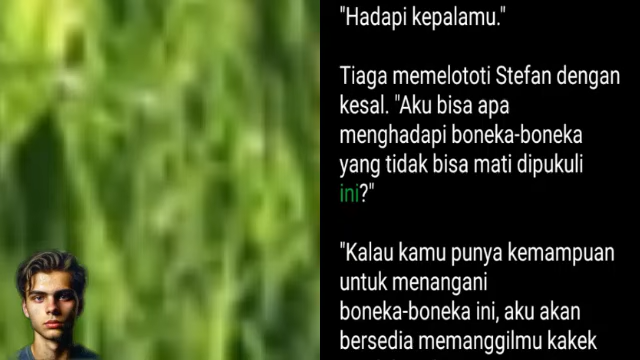 "Hadapi kepalamu."
Tiaga memelototi Stefan dengan
kesal. "Aku bisa apa
menghadapi boneka-boneka
yang tidak bisa mati dipukuli
ini?"
"Kalau kamu punya kemampuan
untuk menangani
boneka-boneka ini, aku akan
bersedia memanggilmu kakek